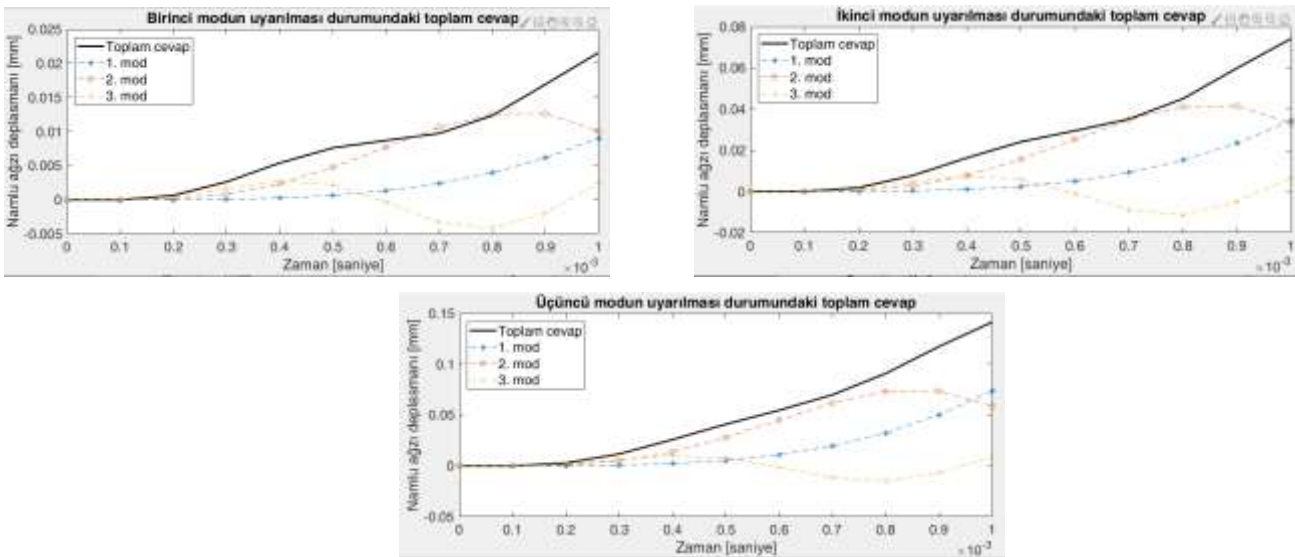 Birinci modun uyarılması durumundaki toplam cevap
Namlu ağzı deplasmanı [mm]
0.025
0.02
0.015
0.01
0.005
0
-0.005
Toplam cevap
1. mod
2. mod
3. mod
0 0.1 0.2 0.3 0.4 0.5 0.6 0.7 0.8 0.9 1
Zaman [saniye]
×10-3
İkinci modun uyarılması durumundaki toplam cevap
Namlu ağzı deplasmanı [mm]
0.08
0.06
0.04
0.02
0
-0.02
Toplam cevap
1. mod
2. mod
3. mod
0 0.1 0.2 0.3 0.4 0.5 0.6 0.7 0.8 0.9 1
Zaman [saniye]
×10-3
Üçüncü modun uyarılması durumundaki toplam cevap
Namlu ağzı deplasmanı [mm]
0.15
0.1
0.05
0
-0.05
Toplam cevap
1. mod
2. mod
3. mod
0 0.1 0.2 0.3 0.4 0.5 0.6 0.7 0.8 0.9 1
Zaman [saniye]
×10-3